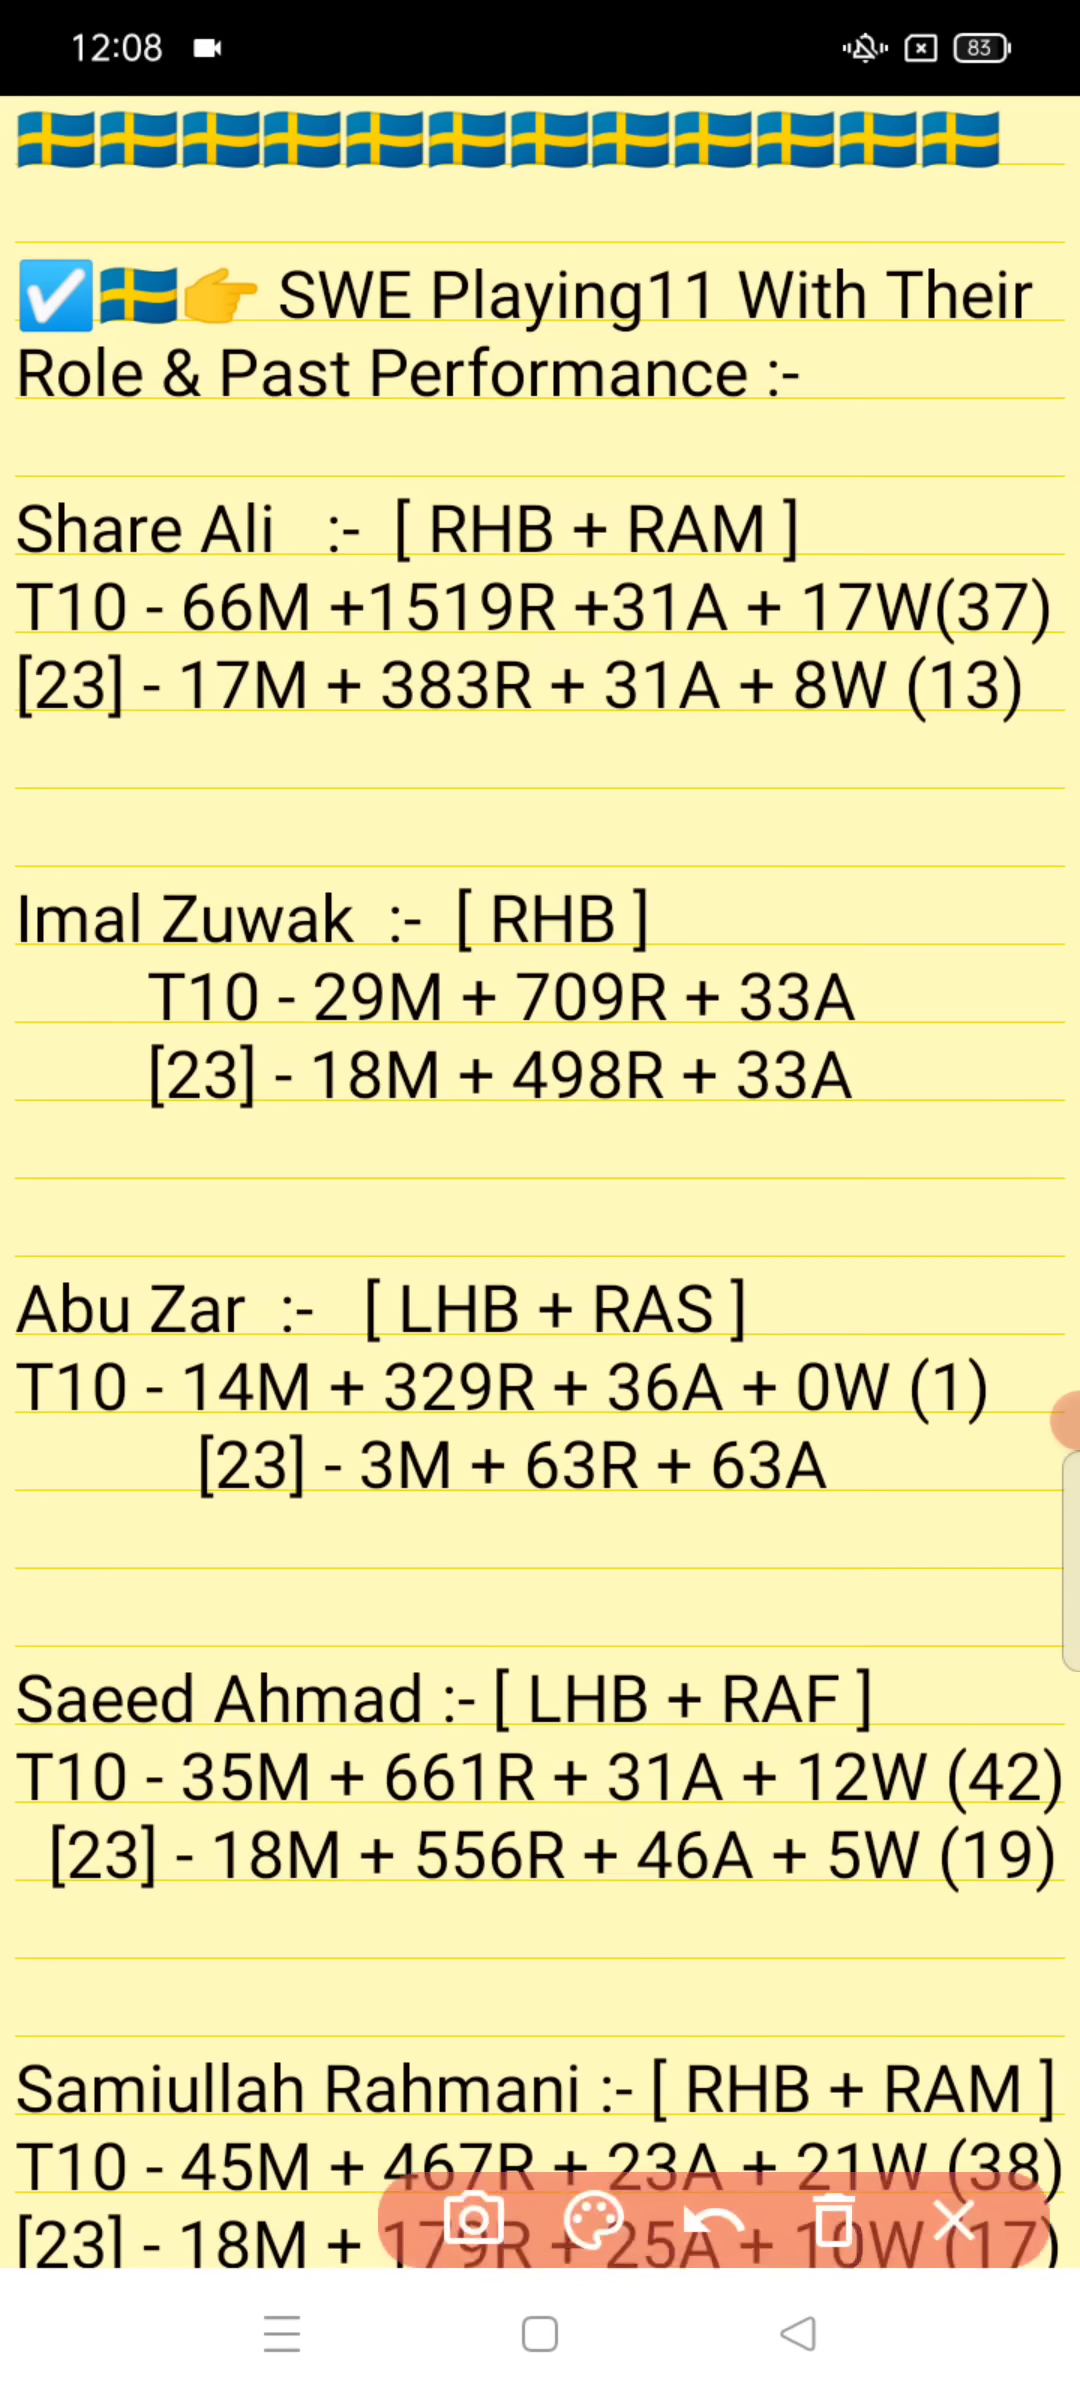 12:08
83
🇸🇪🇸🇪🇸🇪🇸🇪🇸🇪🇸🇪🇸🇪🇸🇪🇸🇪🇸🇪🇸🇪🇸🇪
☑️🇸🇪👉 SWE Playing11 With Their
Role & Past Performance :-
Share Ali :- [ RHB + RAM ]
T10 - 66M +1519R +31A + 17W(37)
[23] - 17M + 383R + 31A + 8W (13)
Imal Zuwak :- [ RHB ]
T10 - 29M + 709R + 33A
[23] - 18M + 498R + 33A
Abu Zar :- [ LHB + RAS ]
T10 - 14M + 329R + 36A + 0W (1)
[23] - 3M + 63R + 63A
Saeed Ahmad :- [ LHB + RAF ]
T10 - 35M + 661R + 31A + 12W (42)
[23] - 18M + 556R + 46A + 5W (19)
Samiullah Rahmani :- [ RHB + RAM ]
T10 - 45M + 467R + 23A + 21W (38)
[23] - 18M + 179R + 25A + 10W (17)